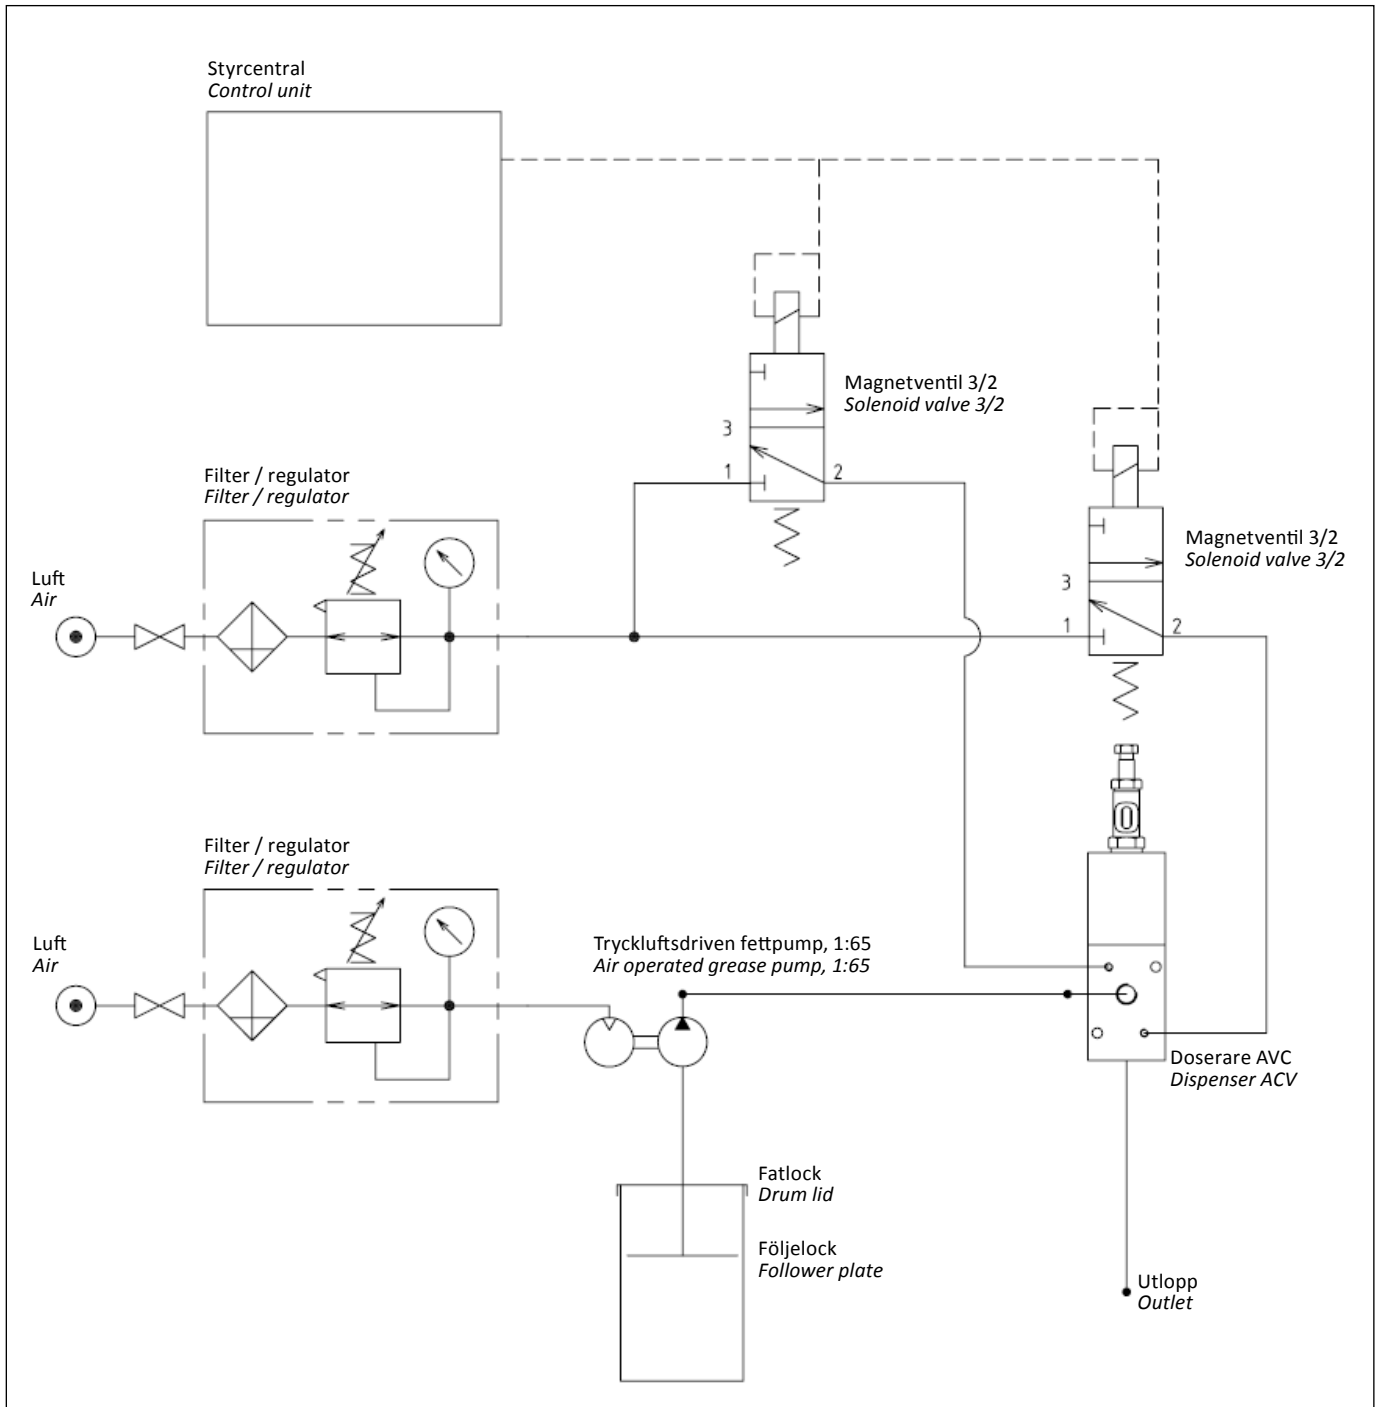 Styrcentral
Control unit
Magnetventil 3/2
Solenoid valve 3/2
3
1
2
Filter / regulator
Filter / regulator
Magnetventil 3/2
Solenoid valve 3/2
3
1
2
Luft
Air
Filter / regulator
Filter / regulator
Luft
Air
Tryckluftsdriven fettpump, 1:65
Air operated grease pump, 1:65
Doserare AVC
Dispenser ACV
Fatlock
Drum lid
Följelock
Follower plate
Utlopp
Outlet